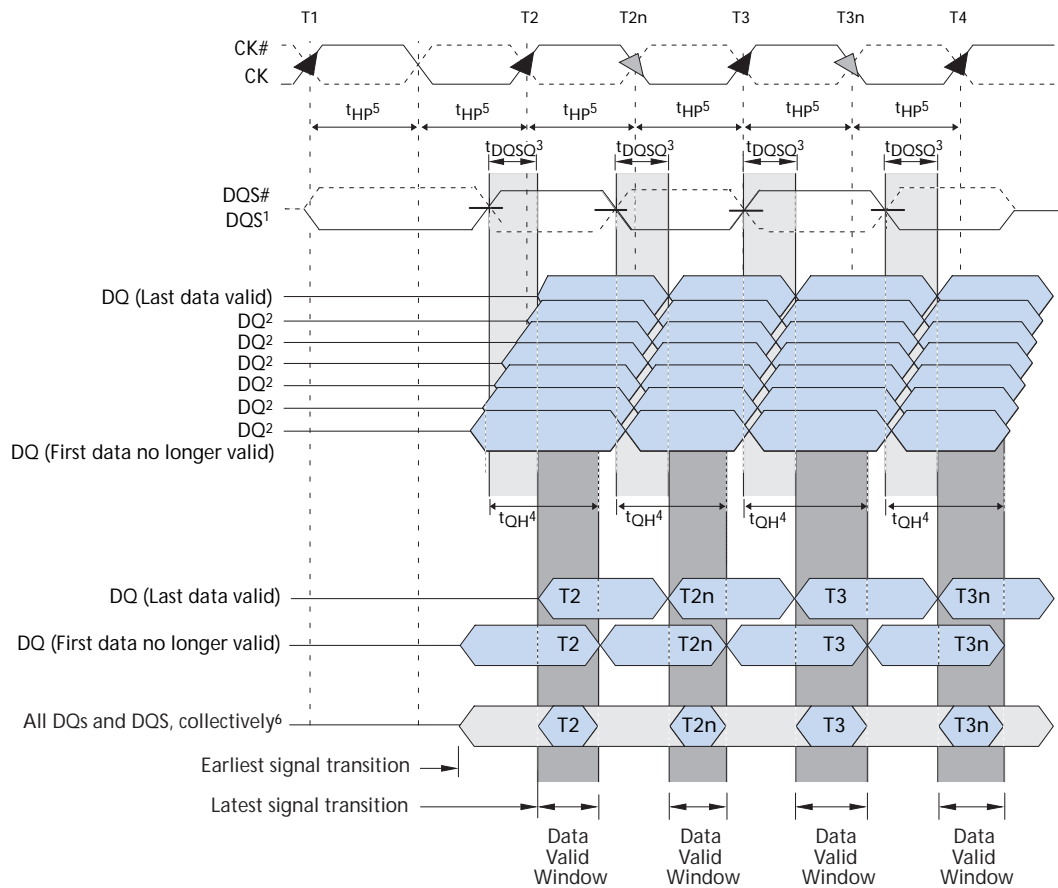 T1 T2 T2n T3 T3n T4
CK#
CK
tHP5 tHP5 tHP5 tHP5 tHP5 tHP5
tDQSQ3 tDQSQ3 tDQSQ3 tDQSQ3
DQS#
DQS1
DQ (Last data valid)
DQ2
DQ2
DQ2
DQ2
DQ2
DQ2
DQ (First data no longer valid)
tQH4 tQH4 tQH4 tQH4
DQ (Last data valid) T2 T2n T3 T3n
DQ (First data no longer valid) T2 T2n T3 T3n
All DQs and DQS, collectively6 T2 T2n T3 T3n
Earliest signal transition
Latest signal transition
Data Data Data Data
Valid Valid Valid Valid
Window Window Window Window